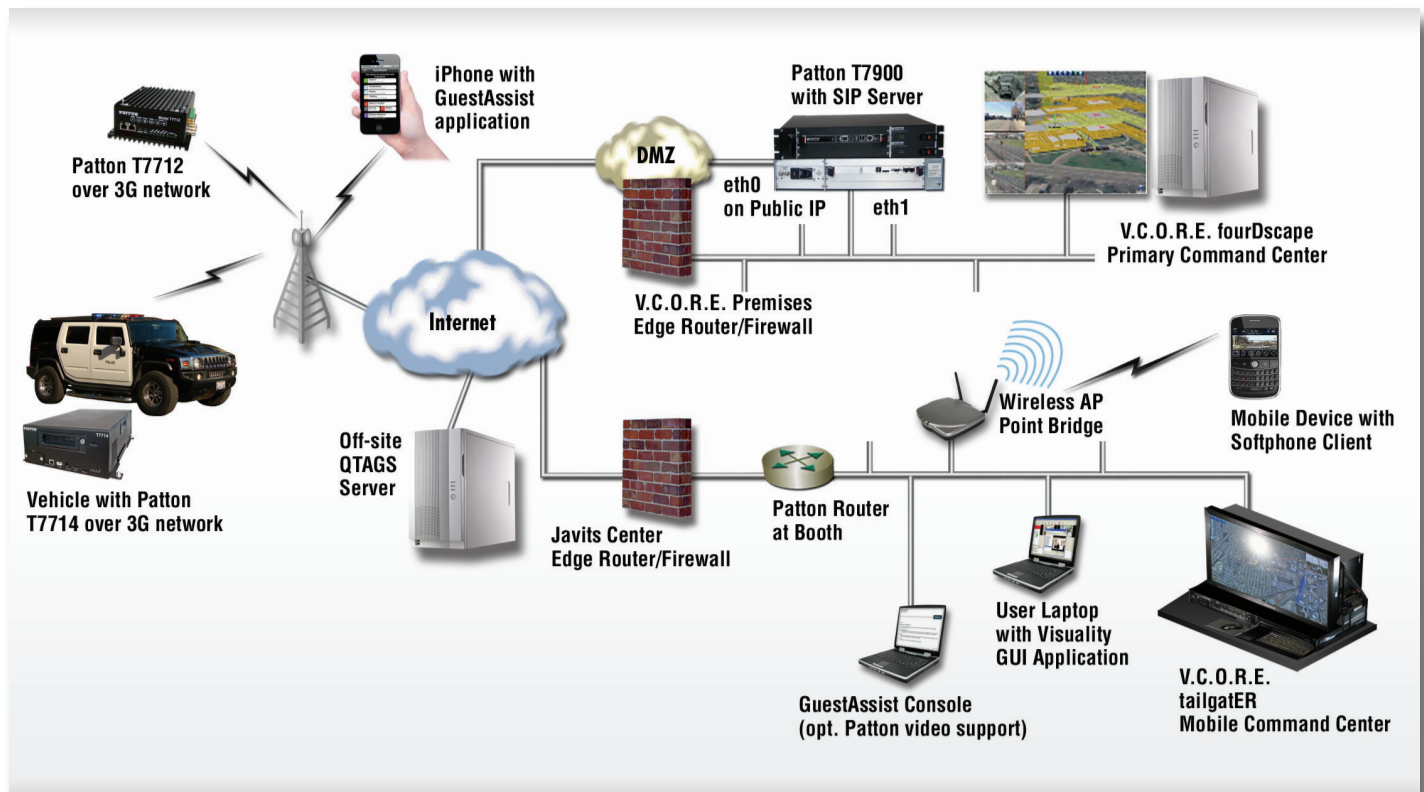 iPhone with
GuestAssist
application
Patton T7712
over 3G network
Patton T7900
with SIP Server
DMZ
eth0
on Public IP
eth1
V.C.O.R.E. fourDscape
Primary Command Center
V.C.O.R.E. Premises
Edge Router/Firewall
Internet
Wireless AP
Point Bridge
Mobile Device with
Softphone Client
Off-site
QTAGS
Server
Vehicle with Patton
T7714 over 3G network
Javits Center
Edge Router/Firewall
Patton Router
at Booth
User Laptop
with Visuality
GUI Application
GuestAssist Console
(opt. Patton video support)
V.C.O.R.E.
tailgatER
Mobile Command Center